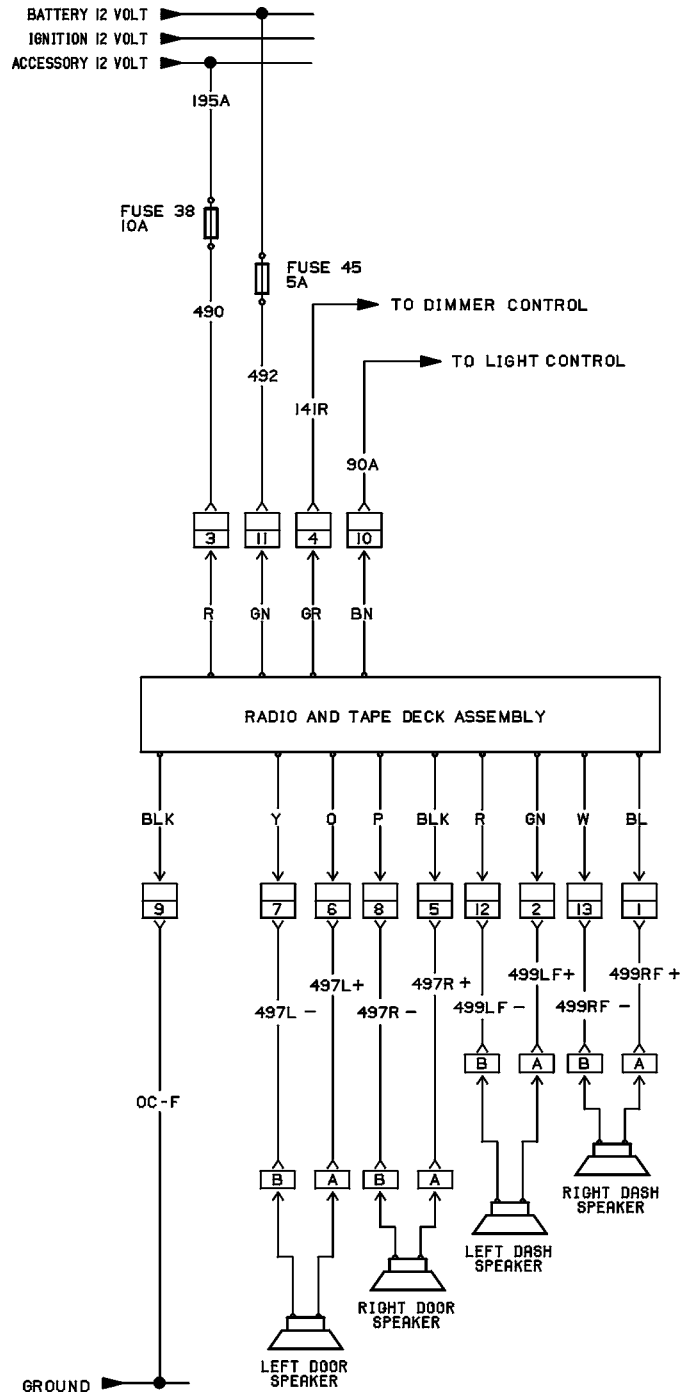 BATTERY 12 VOLT
IGNITION 12 VOLT
ACCESSORY 12 VOLT
195A
FUSE 38
10A
FUSE 45
5A
490
TO DIMMER CONTROL
492
TO LIGHT CONTROL
141R
90A
3 11 4 10
R GN GR BN
RADIO AND TAPE DECK ASSEMBLY
BLK Y O P BLK R GN W BL
9 7 6 8 5 12 2 13 1
497L+ 497R+ 499LF+ 499RF+
497L- 497R- 499LF- 499RF-
B A B A
OC-F
B A B A
RIGHT DASH
SPEAKER
LEFT DASH
SPEAKER
RIGHT DOOR
SPEAKER
LEFT DOOR
SPEAKER
GROUND